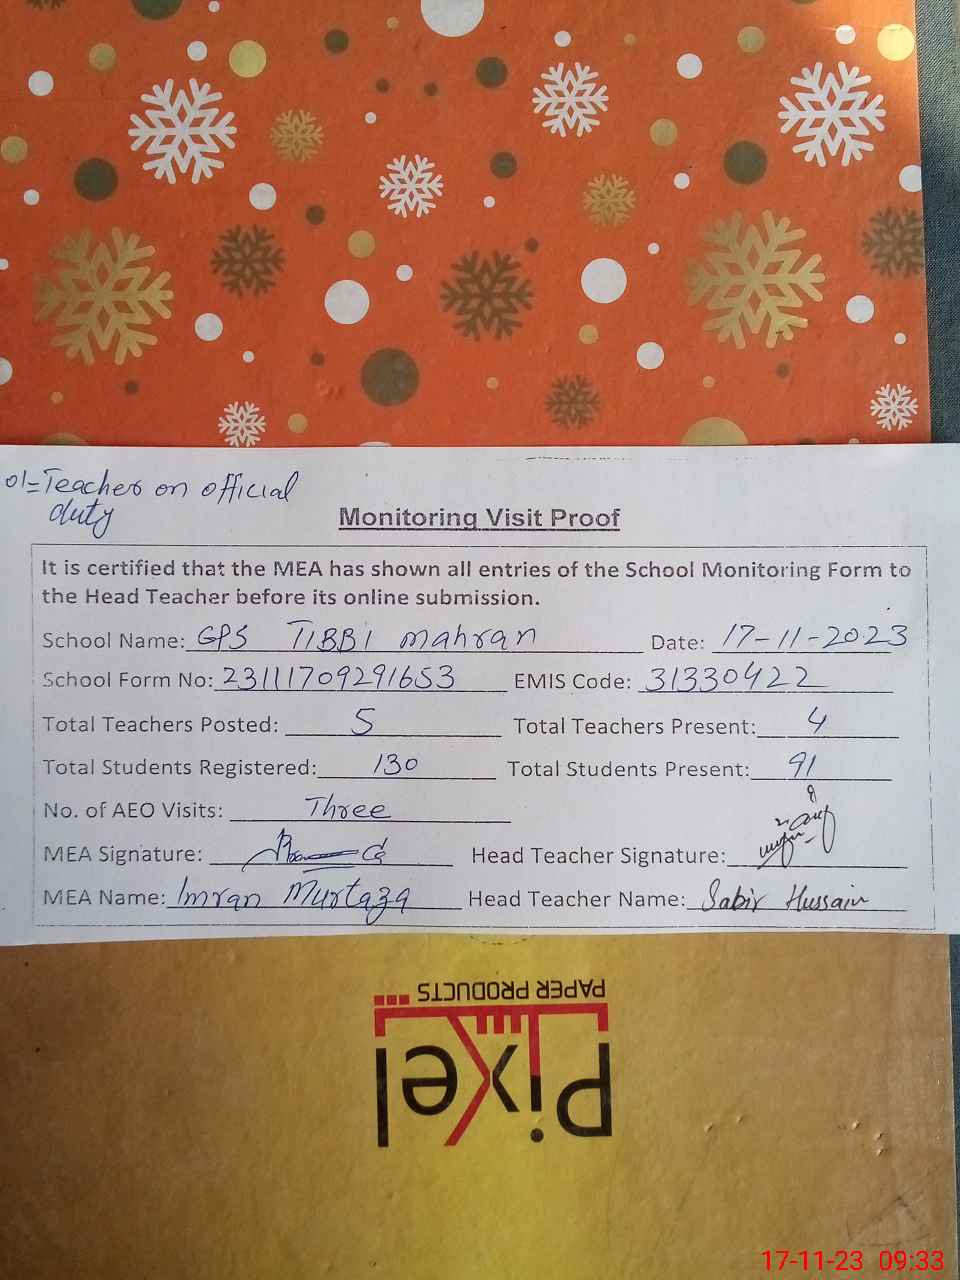 01=Teacher on official
duty
Monitoring Visit Proof
It is certified that the MEA has shown all entries of the School Monitoring Form to
the Head Teacher before its online submission.
School Name: GPS TIBBI mahran Date: 17-11-2023
School Form No: 23111709291653 EMIS Code: 31330422
Total Teachers Posted: 5 Total Teachers Present: 4
Total Students Registered: 130 Total Students Present: 91
No. of AEO Visits: Three
MEA Signature: Head Teacher Signature:
MEA Name: Imran Murtaza Head Teacher Name: Sabir Hussain
PAPER PRODUCTS
Pixel
17-11-23 09:33